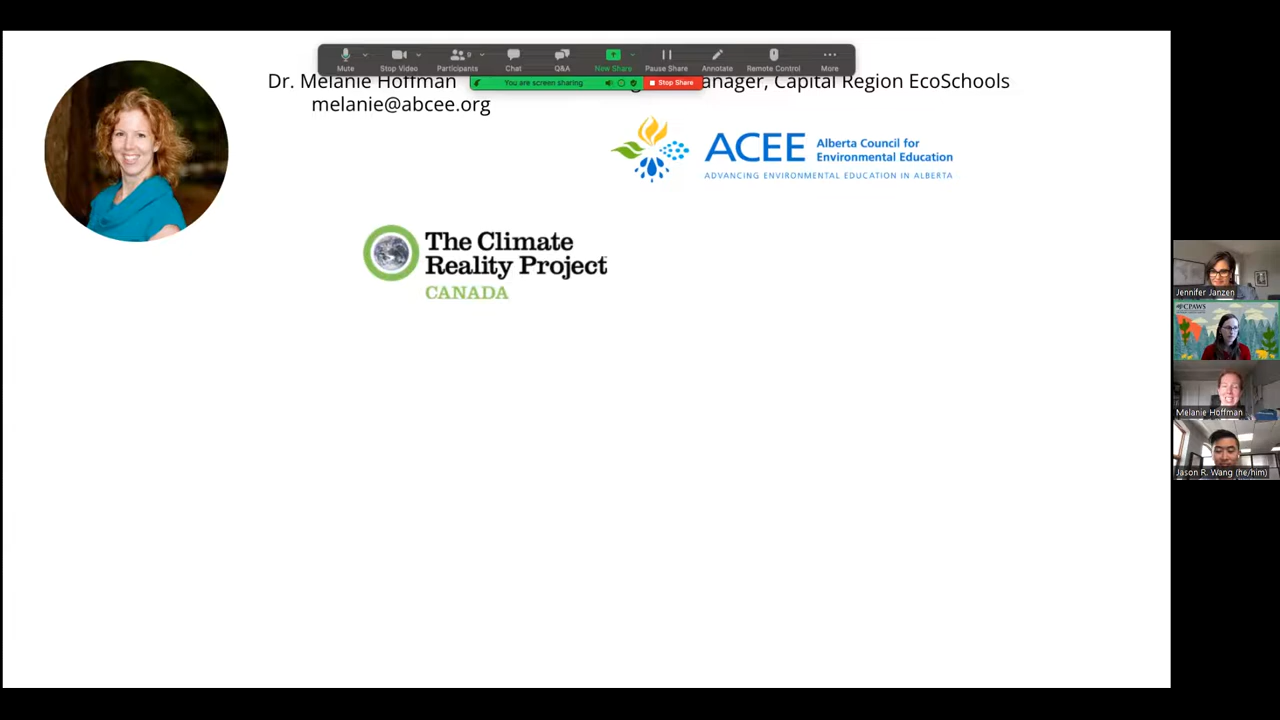 Mute
Stop Video
Participants
9
Chat
Q&A
New Share
Pause Share
Annotate
Remote Control
More
You are screen sharing
Stop Share
Dr. Melanie Hoffman
anager, Capital Region EcoSchools
melanie@abcee.org
ACEE
Alberta Council for
Environmental Education
ADVANCING ENVIRONMENTAL EDUCATION IN ALBERTA
The Climate
Reality Project
CANADA
Jennifer Janzen
CPAWS
Melanie Hoffman
Jason R. Wang (he/him)